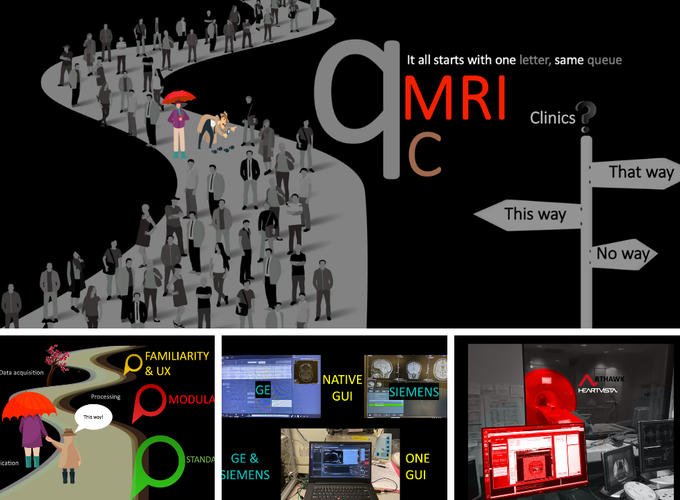 q
It all starts with one letter, same queue
MRI
C
Clinics?
That way
This way
No way
Data acquisition
FAMILIARITY
& UX
Processing
MODULA
This way!
STANDA
ication
GE
NATIVE
GUI
SIEMENS
GE &
SIEMENS
ONE
GUI
RTHAWK
HEARTVISTA